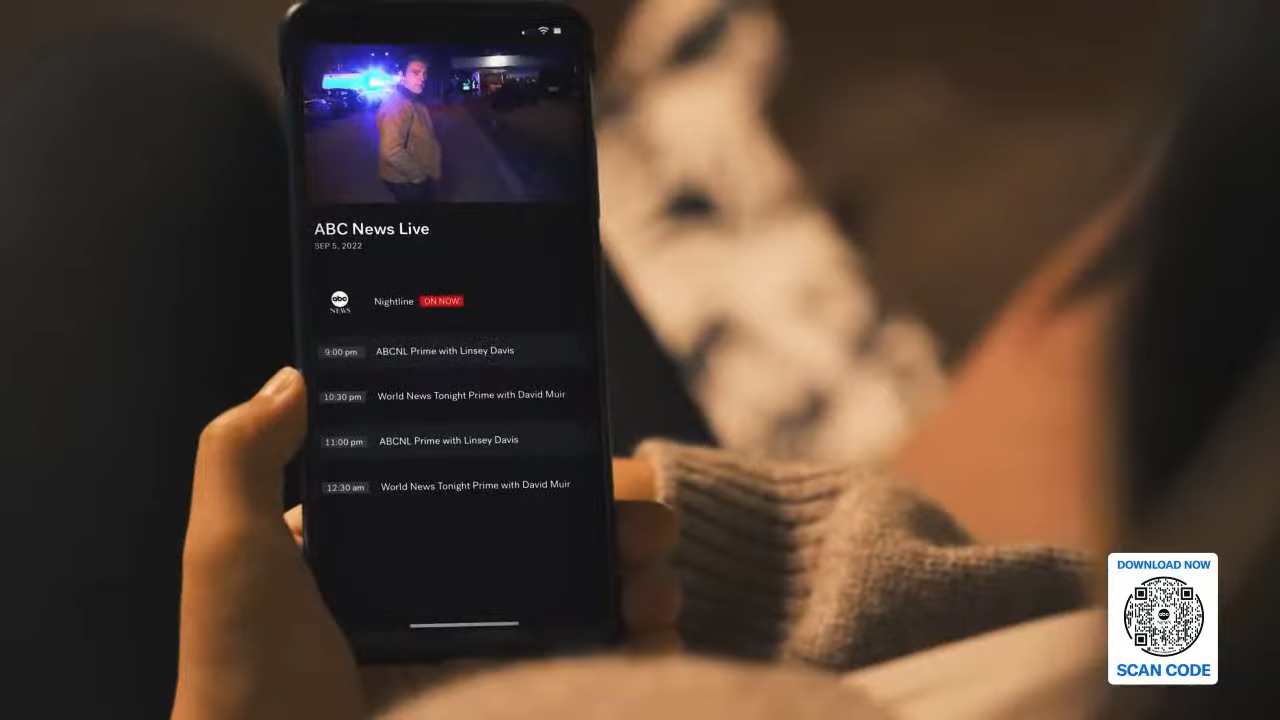 ABC News Live
SEP 5, 2022
abc
NEWS
Nightline ON NOW
9:00 pm ABCNL Prime with Linsey Davis
10:30 pm World News Tonight Prime with David Muir
11:00 pm ABCNL Prime with Linsey Davis
12:30 am World News Tonight Prime with David Muir
DOWNLOAD NOW
abc
SCAN CODE